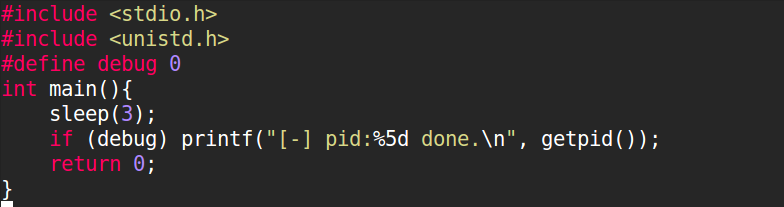 #include <stdio.h>
#include <unistd.h>
#define debug 0
int main(){
    sleep(3);
    if (debug) printf("[-] pid:%5d done.\n", getpid());
    return 0;
}